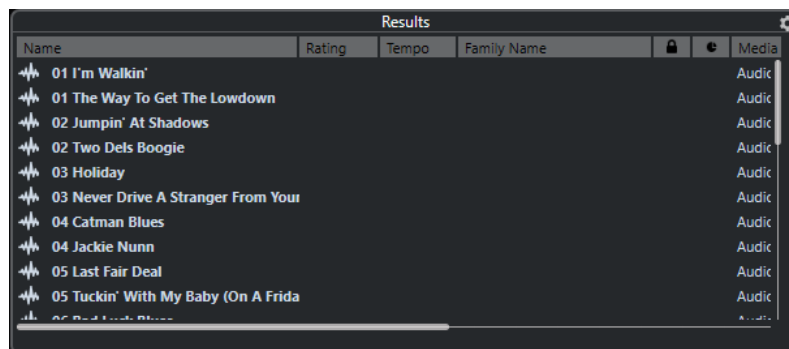 Results
Name Rating Tempo Family Name Media
01 I'm Walkin' Audic
01 The Way To Get The Lowdown Audic
02 Jumpin' At Shadows Audic
02 Two Dels Boogie Audic
03 Holiday Audic
03 Never Drive A Stranger From Your Audic
04 Catman Blues Audic
04 Jackie Nunn Audic
05 Last Fair Deal Audic
05 Tuckin' With My Baby (On A Frida Audic